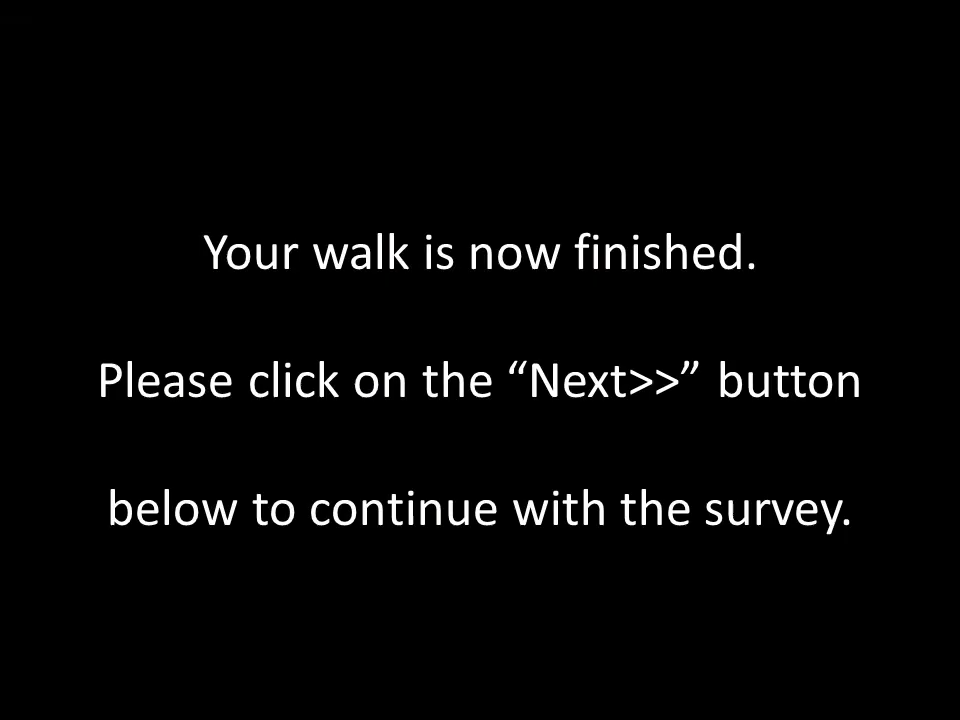 Your walk is now finished.
Please click on the “Next>>” button
below to continue with the survey.